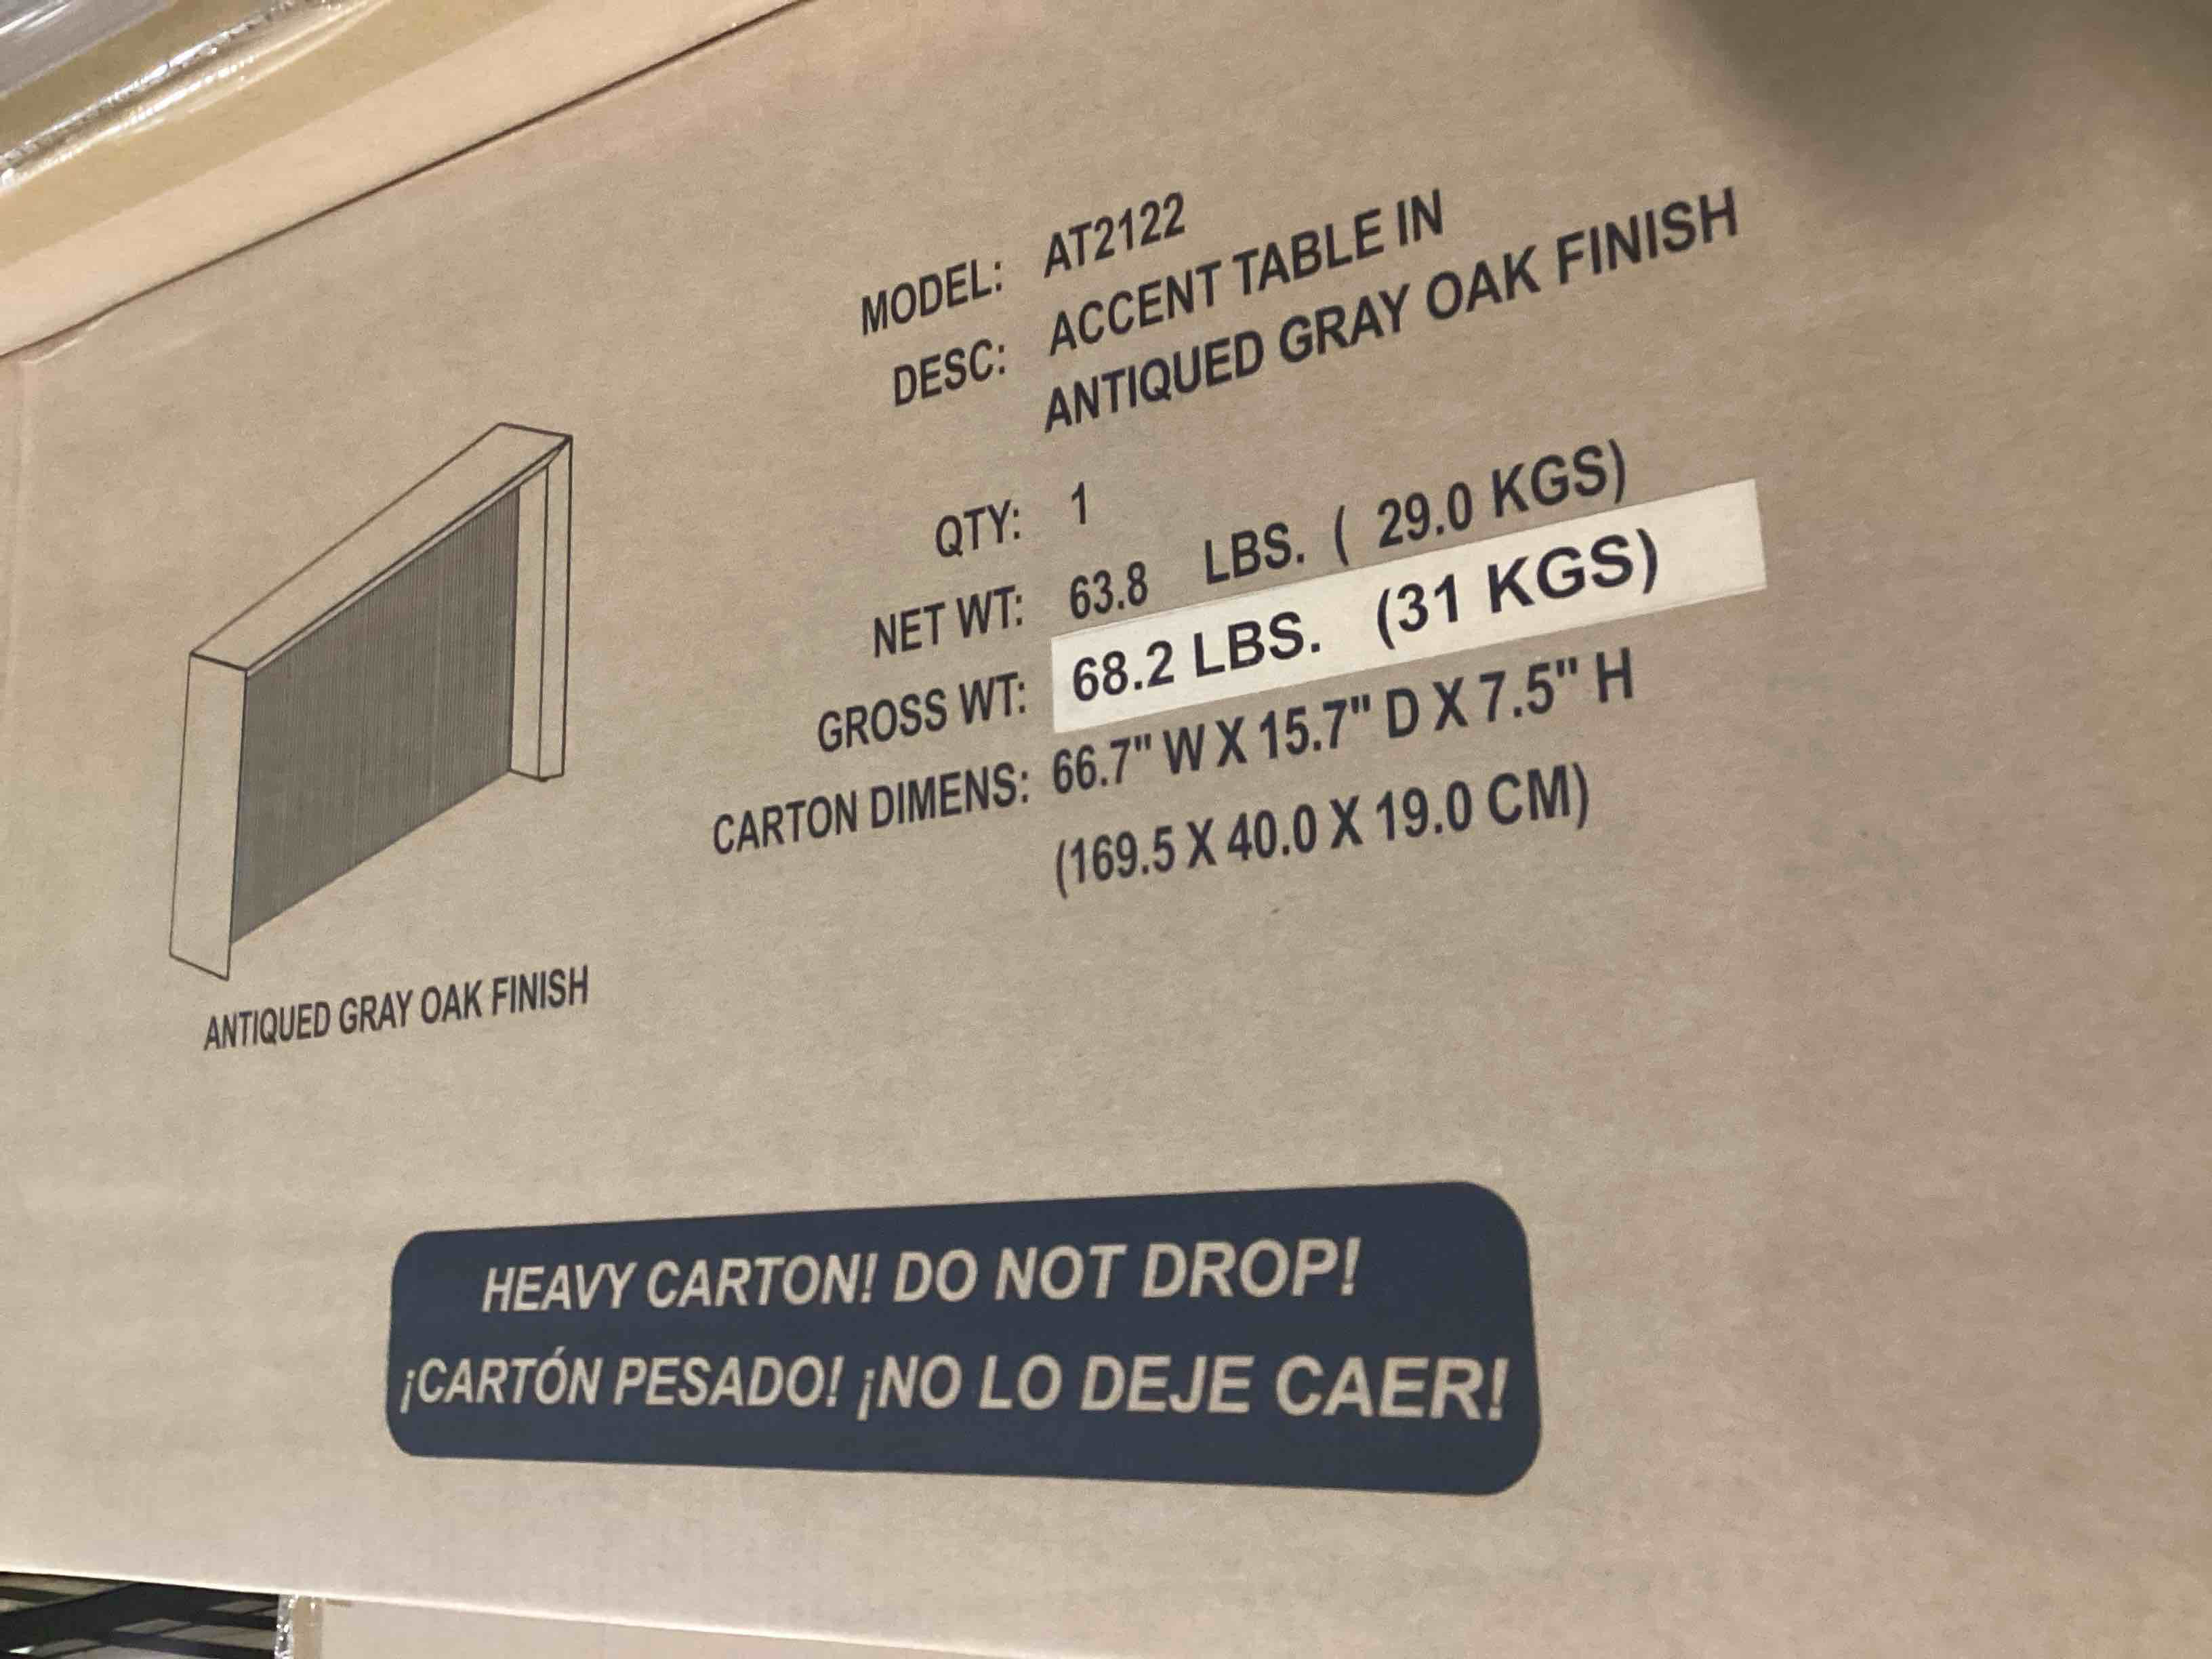 MODEL: AT2122
DESC: ACCENT TABLE IN
ANTIQUED GRAY OAK FINISH
QTY: 1
NET WT: 63.8 LBS. ( 29.0 KGS)
GROSS WT: 68.2 LBS. (31 KGS)
CARTON DIMENS: 66.7" W X 15.7" D X 7.5" H
(169.5 X 40.0 X 19.0 CM)
ANTIQUED GRAY OAK FINISH
HEAVY CARTON! DO NOT DROP!
¡CARTÓN PESADO! ¡NO LO DEJE CAER!